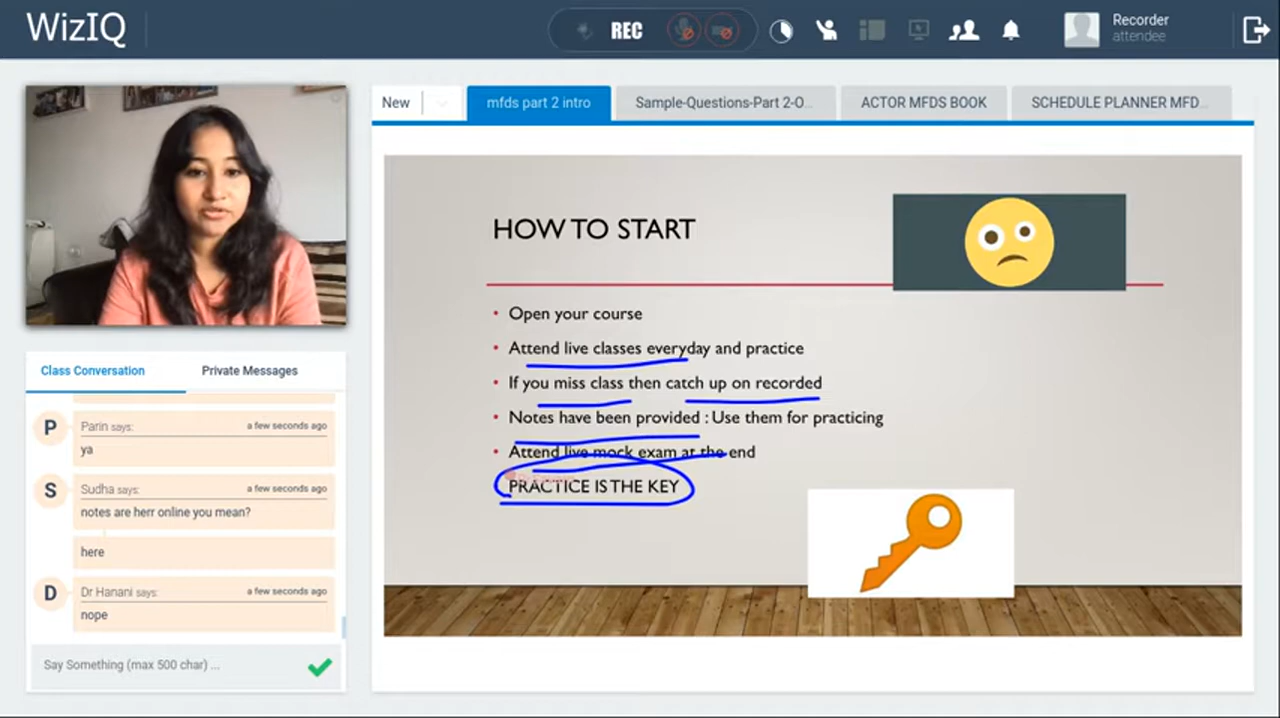 WizIQ
REC
Recorder
attendee
New
mfds part 2 intro
Sample-Questions-Part 2-O...
ACTOR MFDS BOOK
SCHEDULE PLANNER MFD...
HOW TO START
• Open your course
• Attend live classes everyday and practice
• If you miss class then catch up on recorded
• Notes have been provided : Use them for practicing
• Attend live mock exam at the end
PRACTICE IS THE KEY
Class Conversation
Private Messages
P
Parin says:
a few seconds ago
ya
S
Sudha says:
a few seconds ago
notes are herr online you mean?
here
D
Dr Hanani says:
a few seconds ago
nope
Say Something (max 500 char) ...